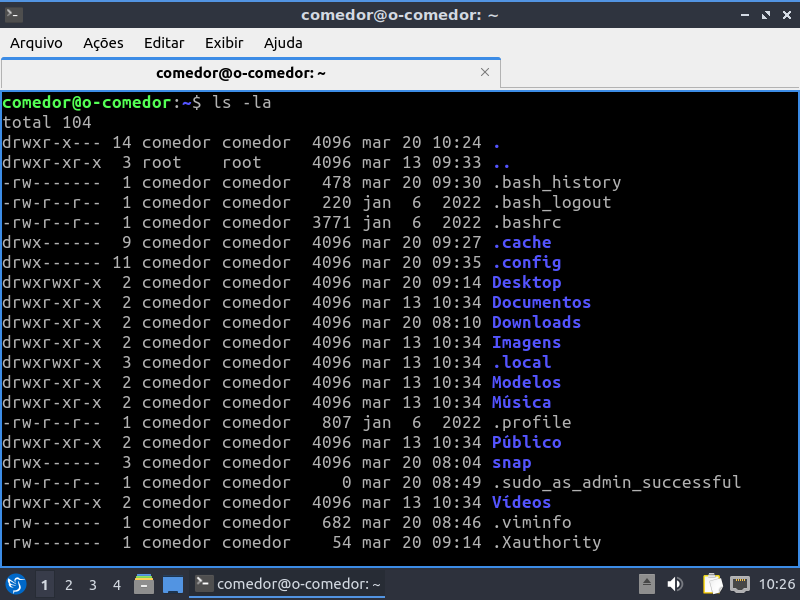 comedor@o-comedor: ~
Arquivo Ações Editar Exibir Ajuda
comedor@o-comedor: ~
comedor@o-comedor:~$ ls -la
total 104
drwxr-x--- 14 comedor comedor  4096 mar 20 10:24 .
drwxr-xr-x  3 root    root     4096 mar 13 09:33 ..
-rw-------  1 comedor comedor   478 mar 20 09:30 .bash_history
-rw-r--r--  1 comedor comedor   220 jan  6  2022 .bash_logout
-rw-r--r--  1 comedor comedor  3771 jan  6  2022 .bashrc
drwx------  9 comedor comedor  4096 mar 20 09:27 .cache
drwx------ 11 comedor comedor  4096 mar 20 09:35 .config
drwxrwxr-x  2 comedor comedor  4096 mar 20 09:14 Desktop
drwxr-xr-x  2 comedor comedor  4096 mar 13 10:34 Documentos
drwxr-xr-x  2 comedor comedor  4096 mar 20 08:10 Downloads
drwxr-xr-x  2 comedor comedor  4096 mar 13 10:34 Imagens
drwxrwxr-x  3 comedor comedor  4096 mar 13 10:34 .local
drwxr-xr-x  2 comedor comedor  4096 mar 13 10:34 Modelos
drwxr-xr-x  2 comedor comedor  4096 mar 13 10:34 Música
-rw-r--r--  1 comedor comedor   807 jan  6  2022 .profile
drwxr-xr-x  2 comedor comedor  4096 mar 13 10:34 Público
drwx------  3 comedor comedor  4096 mar 20 08:04 snap
-rw-r--r--  1 comedor comedor     0 mar 20 08:49 .sudo_as_admin_successful
drwxr-xr-x  2 comedor comedor  4096 mar 13 10:34 Vídeos
-rw-------  1 comedor comedor   682 mar 20 08:46 .viminfo
-rw-------  1 comedor comedor    54 mar 20 09:14 .Xauthority
1 2 3 4 comedor@o-comedor: ~ 10:26